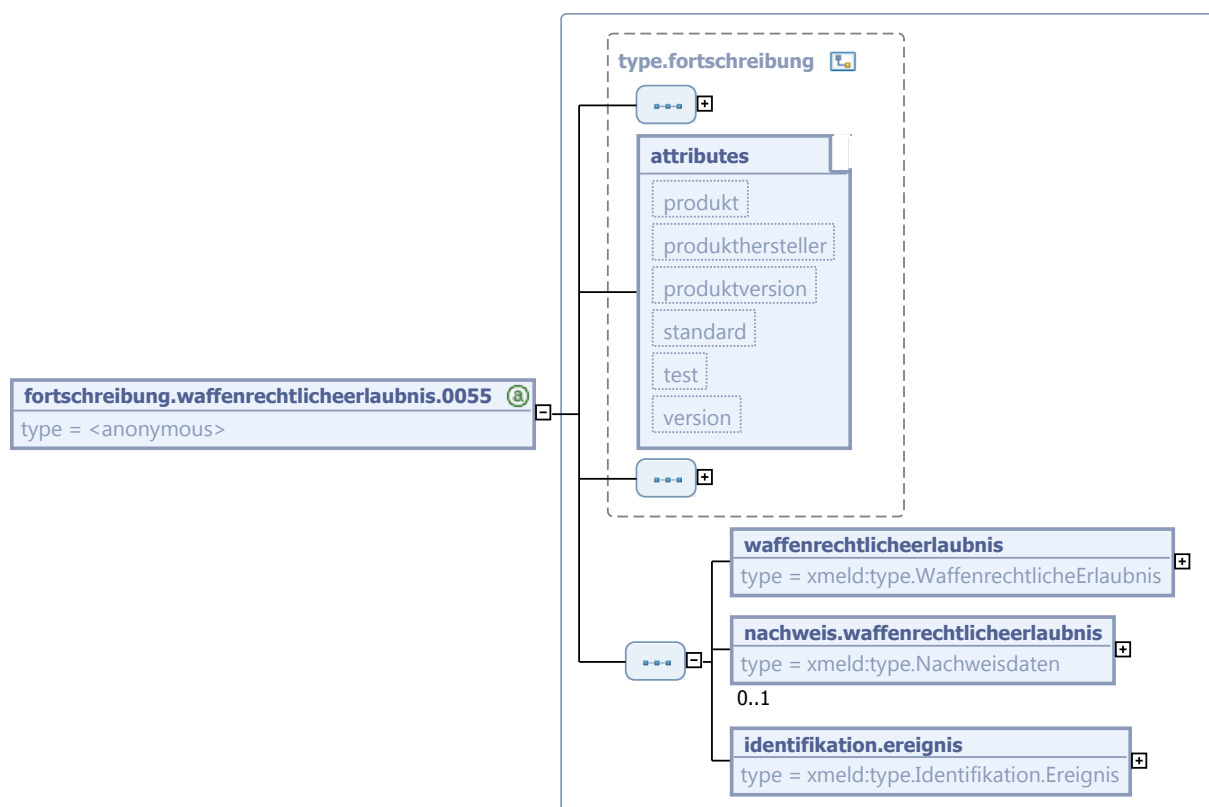 type.fortschreibung
attributes
produkt
produkthersteller
produktversion
standard
test
version
fortschreibung.waffenrechtlicheerlaubnis.0055 a
type = <anonymous>
waffenrechtlicheerlaubnis
type = xmeld:type.WaffenrechtlicheErlaubnis
nachweis.waffenrechtlicheerlaubnis
type = xmeld:type.Nachweisdaten
0..1
identifikation.ereignis
type = xmeld:type.Identifikation.Ereignis